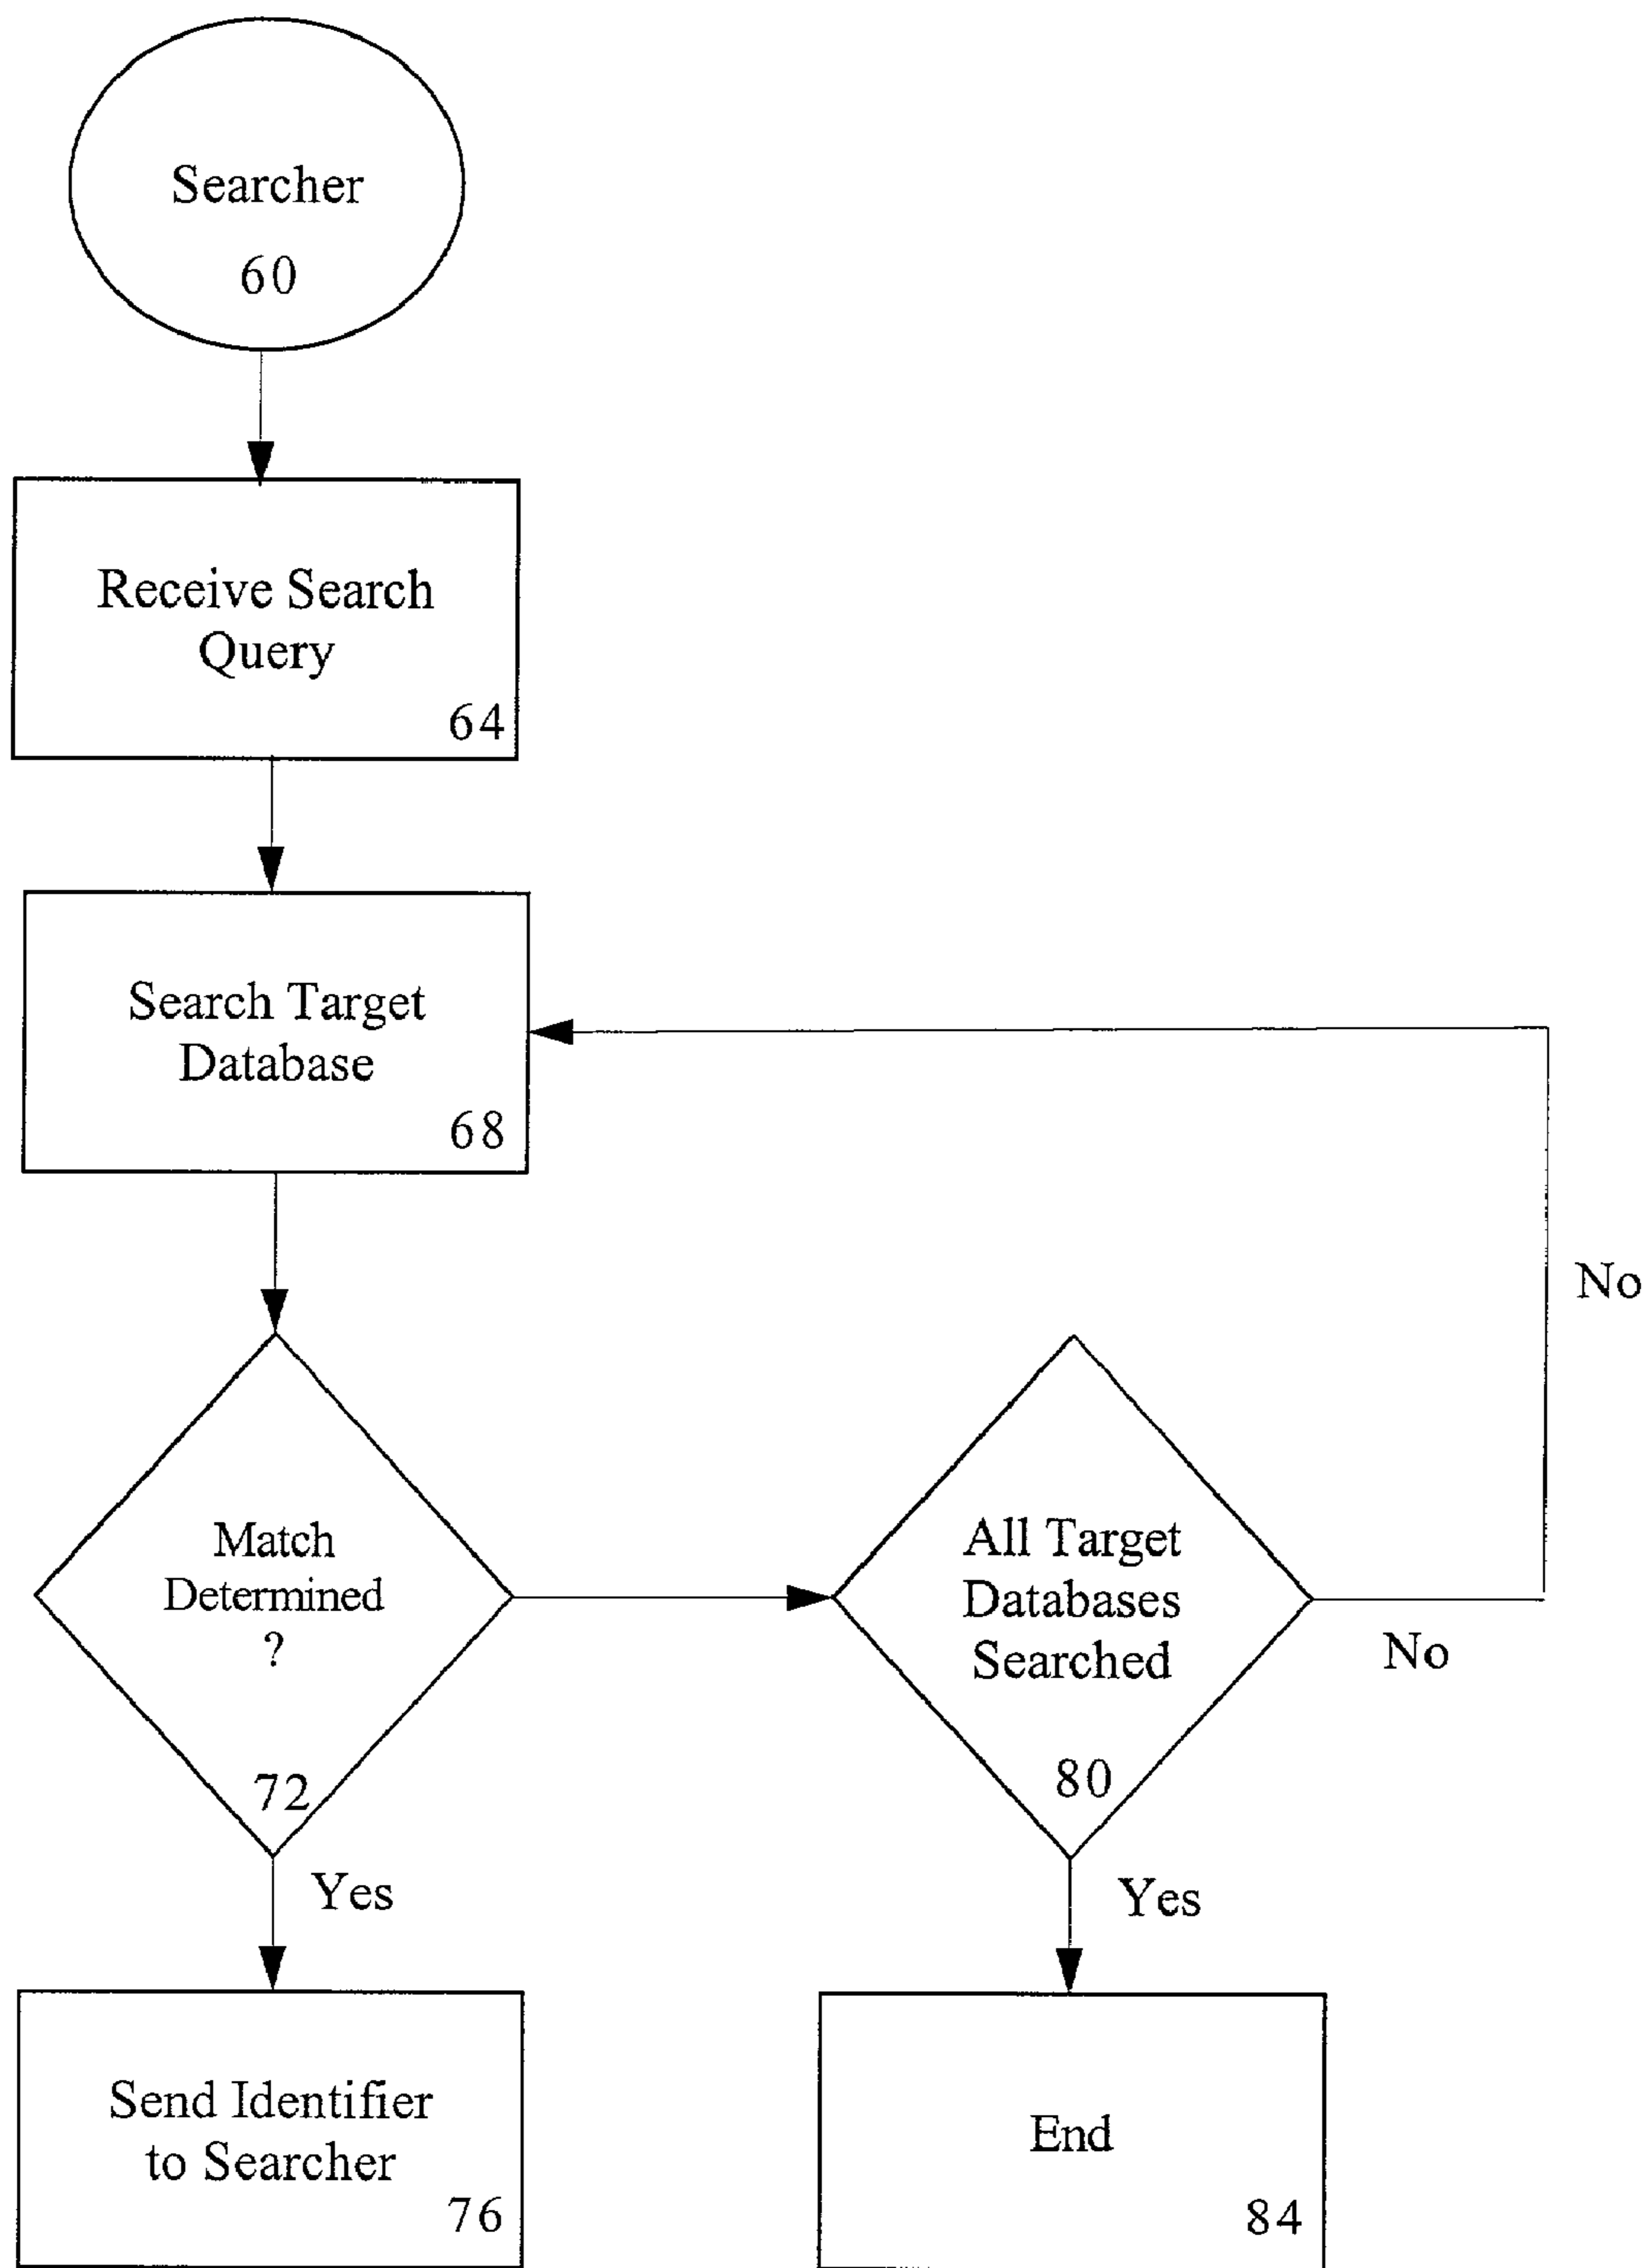 Searcher
60
Receive Search
Query
64
Search Target
Database
68
No
Match
Determined
?
72
All Target
Databases
Searched
80
No
Yes
Yes
Send Identifier
to Searcher
76
End
84